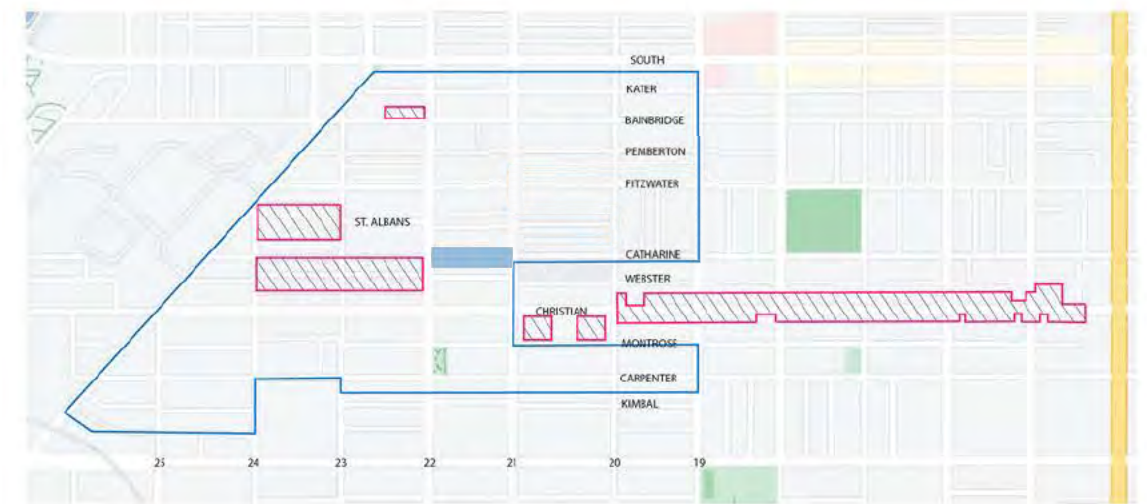 SOUTH
KATER
BAINBRIDGE
PEMBERTON
FITZWATER
ST. ALBANS
CATHARINE
WEBSTER
CHRISTIAN
MONTROSE
CARPENTER
KIMBAL
25 24 23 22 21 20 19